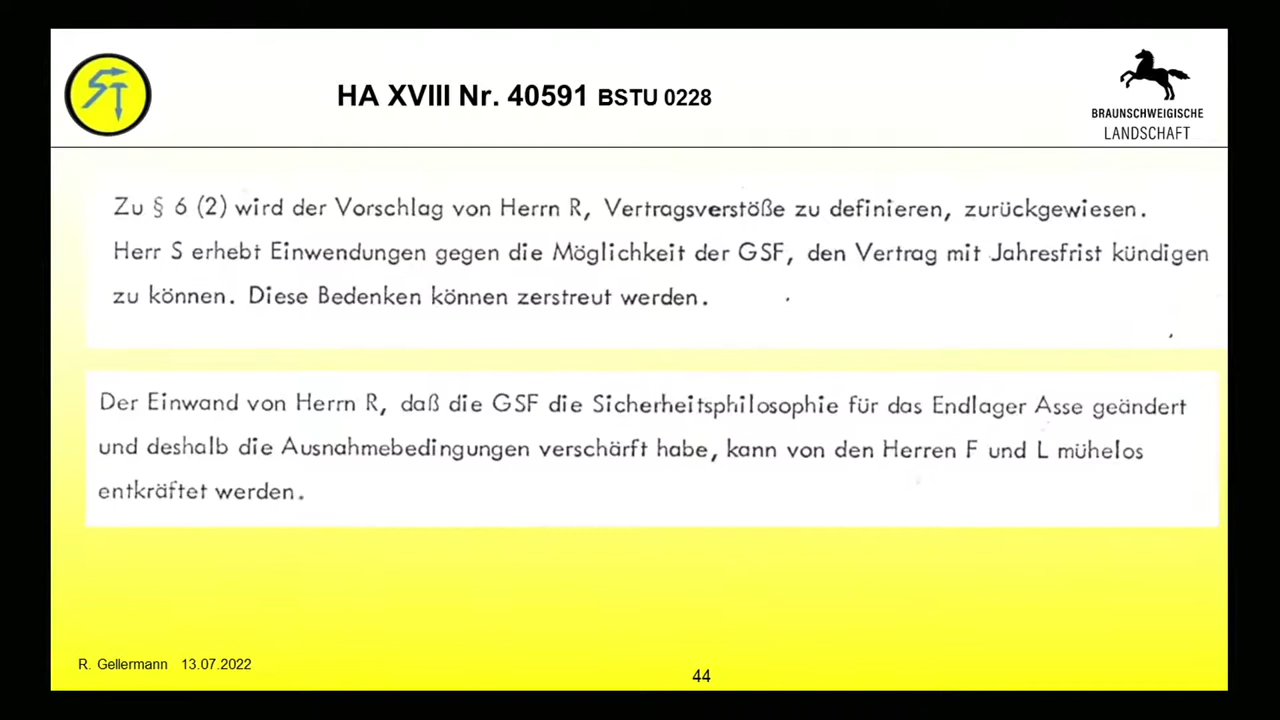 HA XVIII Nr. 40591 BSTU 0228
ST
BRAUNSCHWEIGISCHE
LANDSCHAFT
Zu § 6 (2) wird der Vorschlag von Herrn R, Vertragsverstöße zu definieren, zurückgewiesen.
Herr S erhebt Einwendungen gegen die Möglichkeit der GSF, den Vertrag mit Jahresfrist kündigen
zu können. Diese Bedenken können zerstreut werden.
Der Einwand von Herrn R, daß die GSF die Sicherheitsphilosophie für das Endlager Asse geändert
und deshalb die Ausnahmebedingungen verschärft habe, kann von den Herren F und L mühelos
entkräftet werden.
R. Gellermann 13.07.2022
44